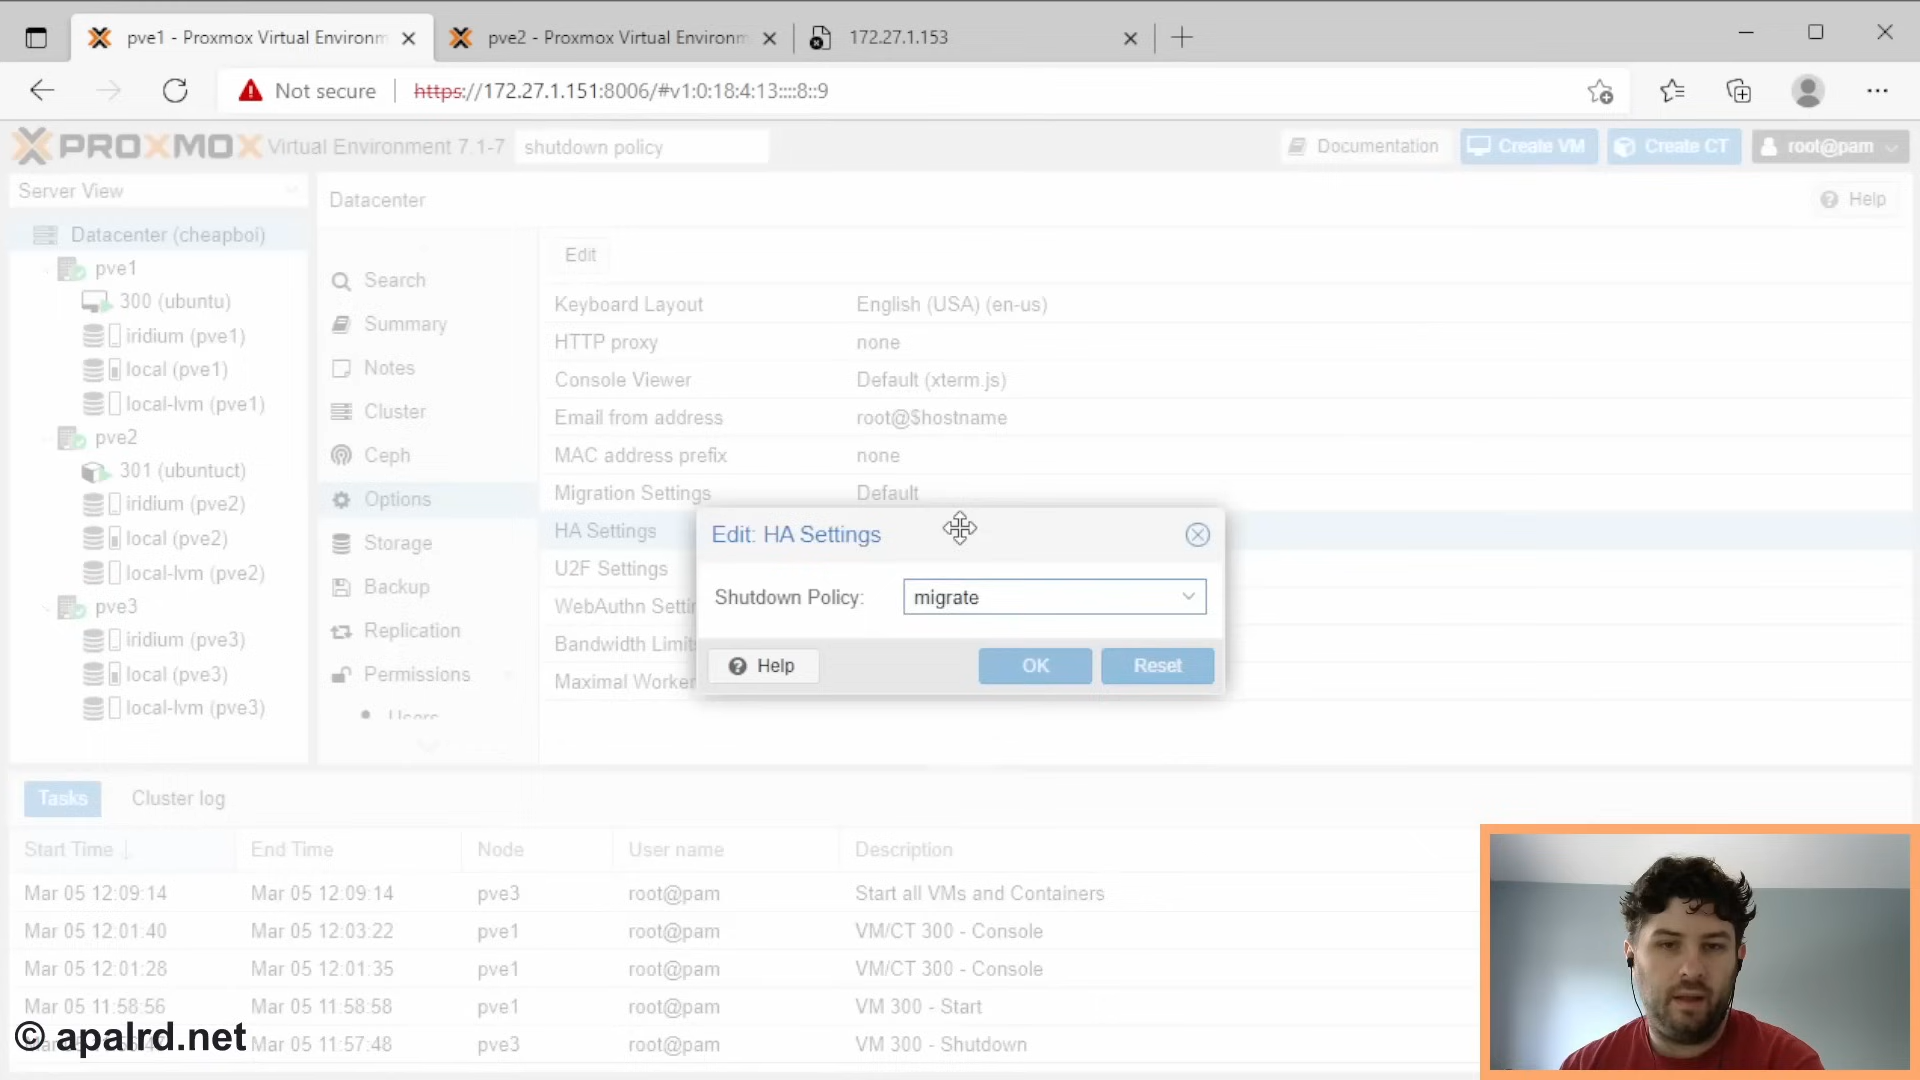 pve1 - Proxmox Virtual Environm
pve2 - Proxmox Virtual Environm
172.27.1.153
Not secure
https://172.27.1.151:8006/#v1:0:18:4:13::::8::9
PROXMOX Virtual Environment 7.1-7
shutdown policy
Documentation
Create VM
Create CT
root@pam
Server View
Datacenter
Help
Datacenter (cheapboi)
pve1
300 (ubuntu)
iridium (pve1)
local (pve1)
local-lvm (pve1)
pve2
301 (ubuntuct)
iridium (pve2)
local (pve2)
local-lvm (pve2)
pve3
iridium (pve3)
local (pve3)
local-lvm (pve3)
Search
Summary
Notes
Cluster
Ceph
Options
Storage
Backup
Replication
Permissions
Users
Edit
Keyboard Layout English (USA) (en-us)
HTTP proxy none
Console Viewer Default (xterm.js)
Email from address root@$hostname
MAC address prefix none
Migration Settings Default
HA Settings
U2F Settings
WebAuthn Settin
Bandwidth Limits
Maximal Worker
Edit: HA Settings
Shutdown Policy: migrate
Help
OK
Reset
Tasks
Cluster log
Start Time End Time Node User name Description
Mar 05 12:09:14 Mar 05 12:09:14 pve3 root@pam Start all VMs and Containers
Mar 05 12:01:40 Mar 05 12:03:22 pve1 root@pam VM/CT 300 - Console
Mar 05 12:01:28 Mar 05 12:01:35 pve1 root@pam VM/CT 300 - Console
Mar 05 11:58:56 Mar 05 11:58:58 pve1 root@pam VM 300 - Start
Mar 05 11:57:48 pve3 root@pam VM 300 - Shutdown
© apalrd.net